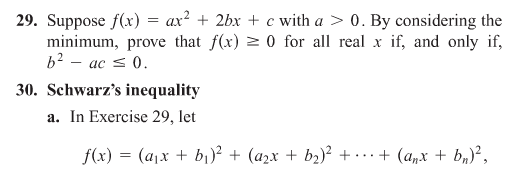 29. Suppose f(x) = ax² + 2bx + c with a > 0. By considering the
minimum, prove that f(x) ≥ 0 for all real x if, and only if,
b² − ac ≤ 0.
30. Schwarz's inequality
a. In Exercise 29, let
f(x) = (a₁x + b₁)² + (a₂x + b₂)² + ··· + (aₙx + bₙ)²,